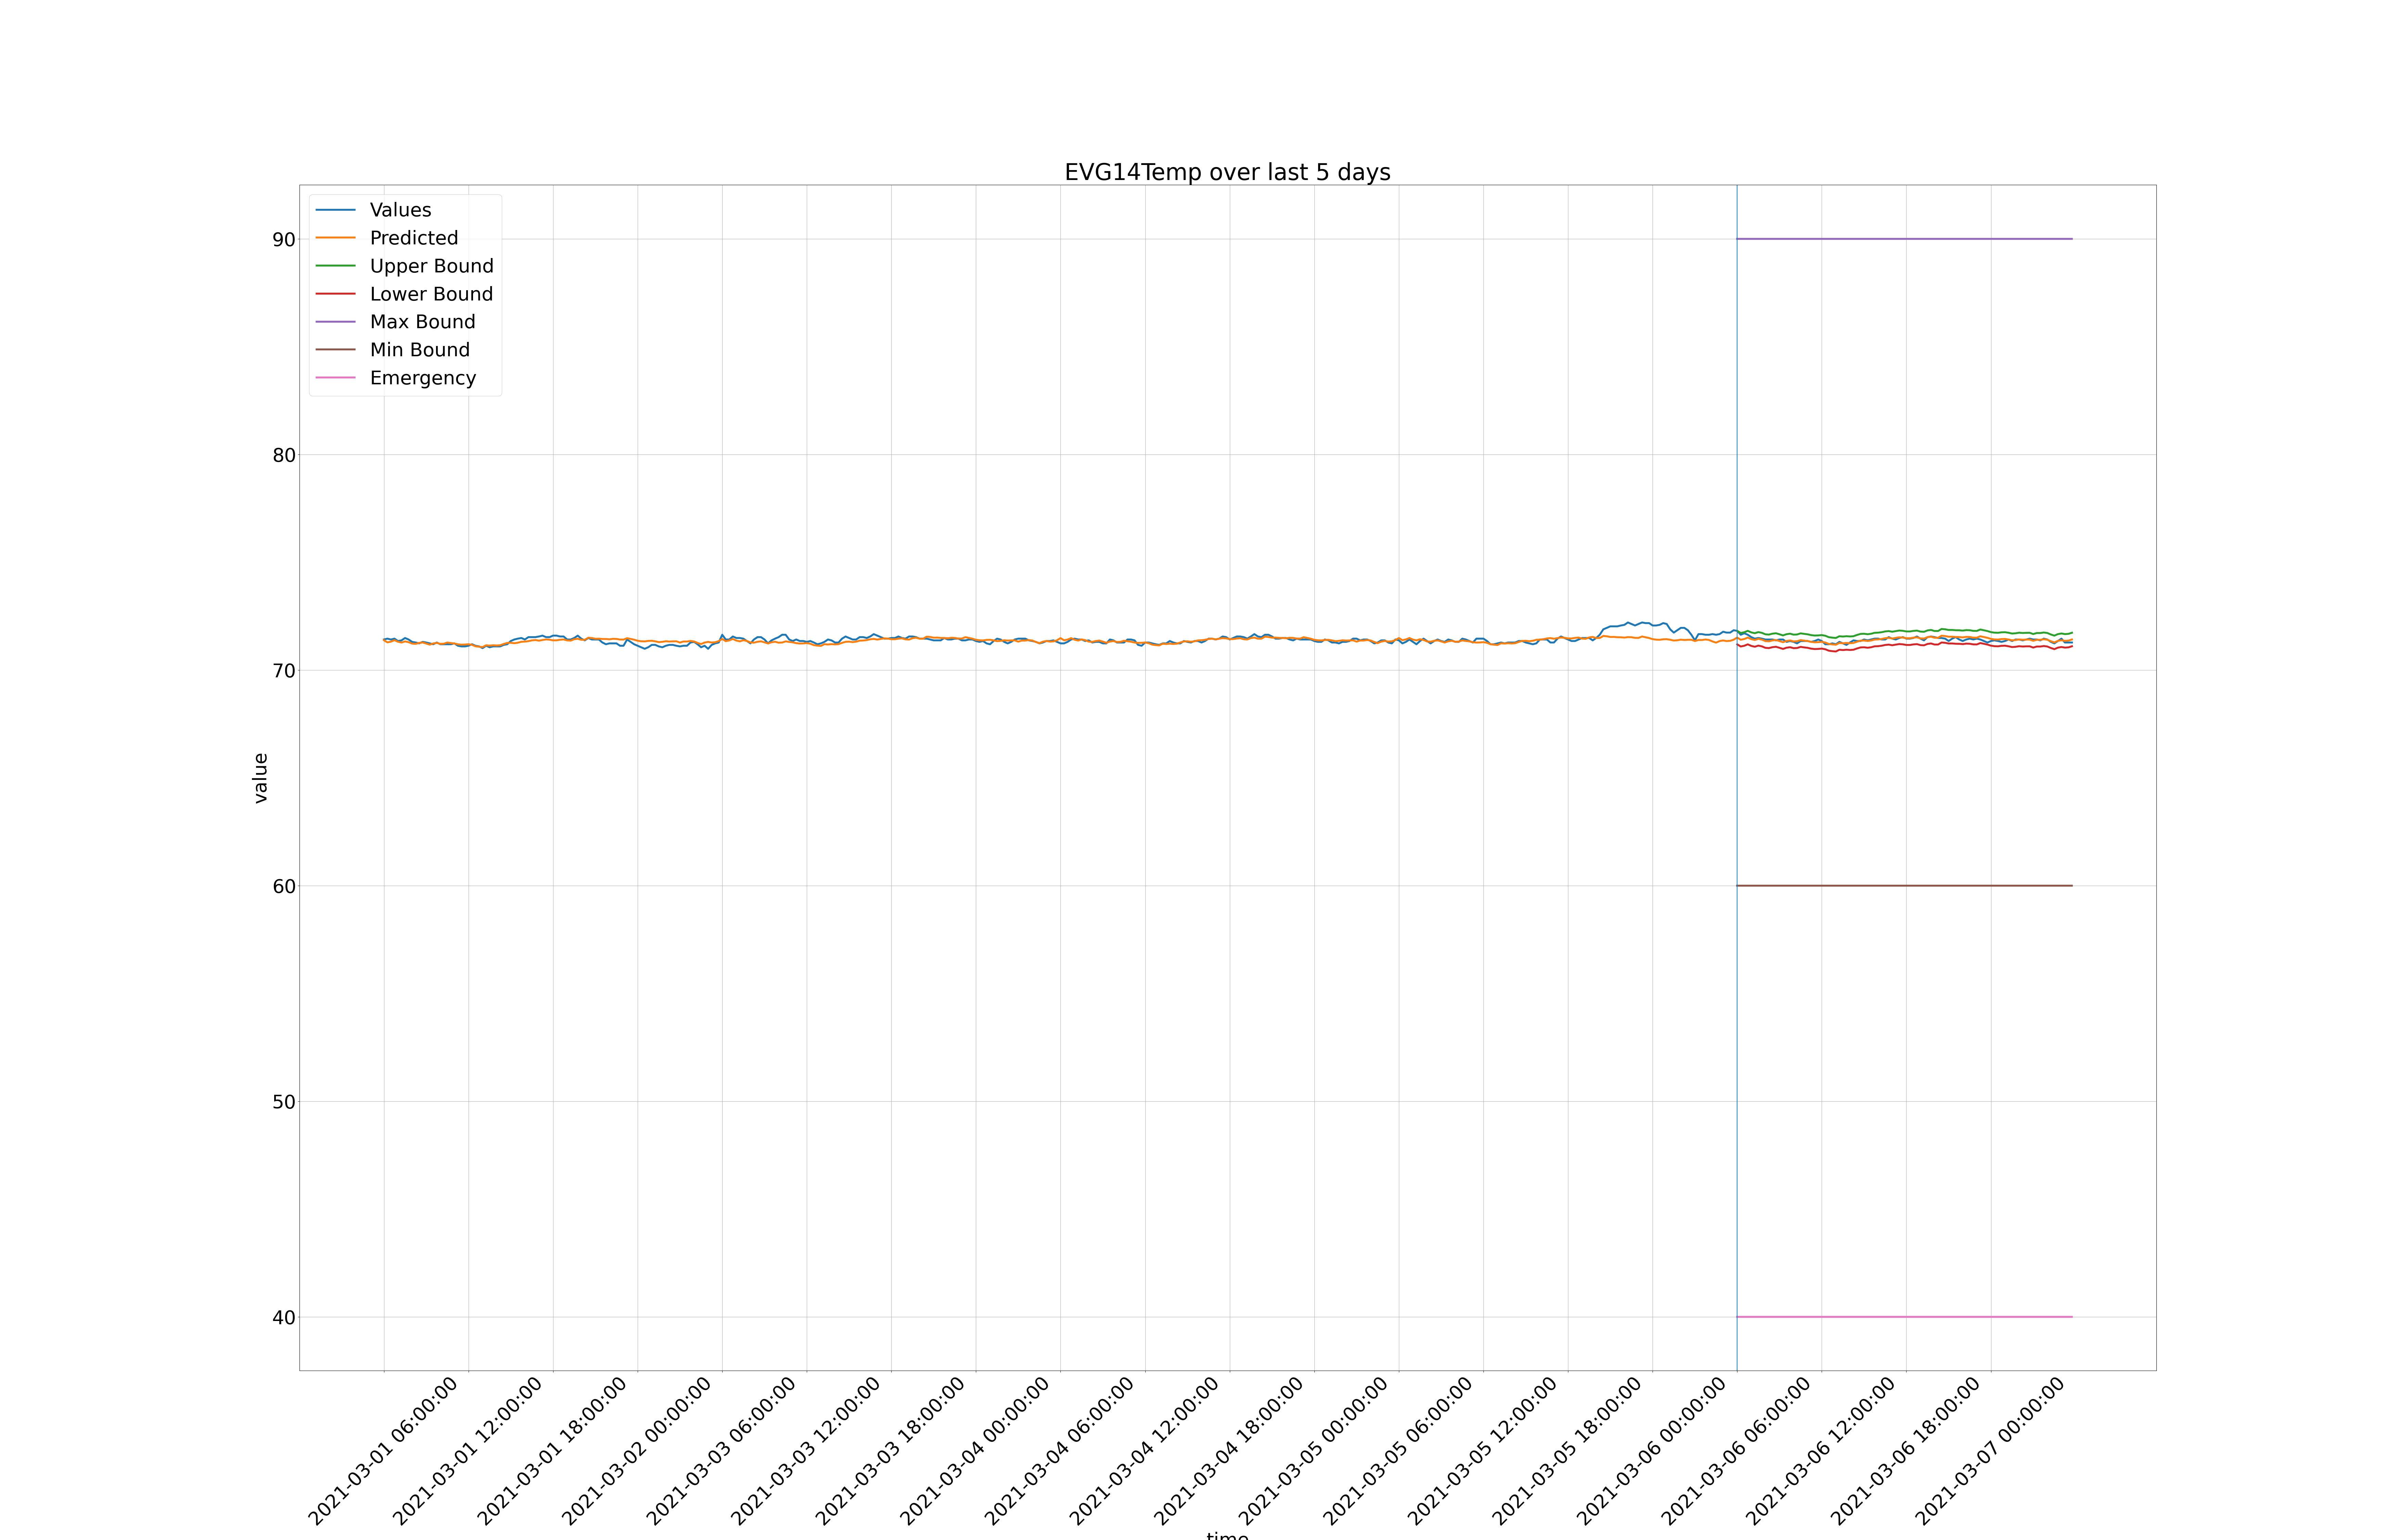 EVG14Temp over last 5 days
Values
Predicted
Upper Bound
Lower Bound
Max Bound
Min Bound
Emergency
90
80
70
60
50
40
value
2021-03-01 06:00:00
2021-03-01 12:00:00
2021-03-01 18:00:00
2021-03-02 00:00:00
2021-03-03 06:00:00
2021-03-03 12:00:00
2021-03-03 18:00:00
2021-03-04 00:00:00
2021-03-04 06:00:00
2021-03-04 12:00:00
2021-03-04 18:00:00
2021-03-05 00:00:00
2021-03-05 06:00:00
2021-03-05 12:00:00
2021-03-05 18:00:00
2021-03-06 00:00:00
2021-03-06 06:00:00
2021-03-06 12:00:00
2021-03-06 18:00:00
2021-03-07 00:00:00
time